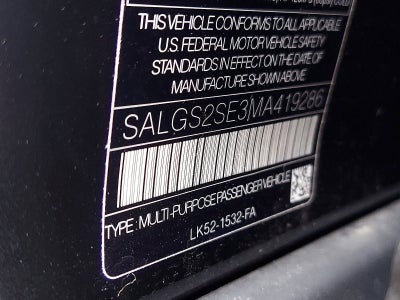 THIS VEHICLE CONFORMS TO ALL APPLICABLE
U.S. FEDERAL MOTOR VEHICLE SAFETY
STANDARDS IN EFFECT ON THE DATE OF
MANUFACTURE SHOWN ABOVE
SALGS2SE3MA419286
TYPE : MULTI-PURPOSE PASSENGER VEHICLE
LK52-1532-FA